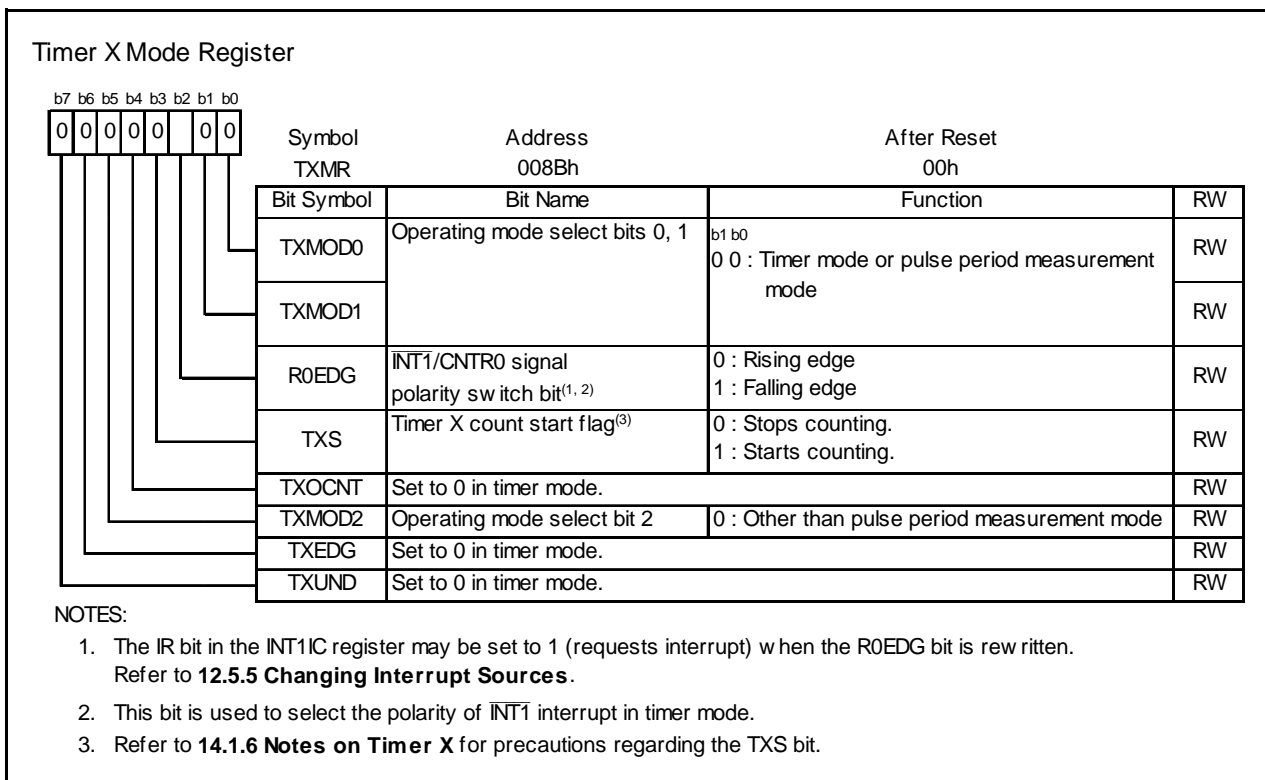 Timer X Mode Register
b7 b6 b5 b4 b3 b2 b1 b0
0 0 0 0 0 0 0
Symbol Address After Reset
TXMR 008Bh 00h
Bit Symbol Bit Name Function RW
TXMOD0 Operating mode select bits 0, 1 b1 b0
0 0 : Timer mode or pulse period measurement mode RW
TXMOD1 RW
R0EDG INT1/CNTR0 signal
polarity switch bit(1, 2) 0 : Rising edge
1 : Falling edge RW
TXS Timer X count start flag(3) 0 : Stops counting.
1 : Starts counting. RW
TXOCNT Set to 0 in timer mode. RW
TXMOD2 Operating mode select bit 2 0 : Other than pulse period measurement mode RW
TXEDG Set to 0 in timer mode. RW
TXUND Set to 0 in timer mode. RW
NOTES:
1. The IR bit in the INT1IC register may be set to 1 (requests interrupt) when the R0EDG bit is rewritten.
Refer to 12.5.5 Changing Interrupt Sources.
2. This bit is used to select the polarity of INT1 interrupt in timer mode.
3. Refer to 14.1.6 Notes on Timer X for precautions regarding the TXS bit.